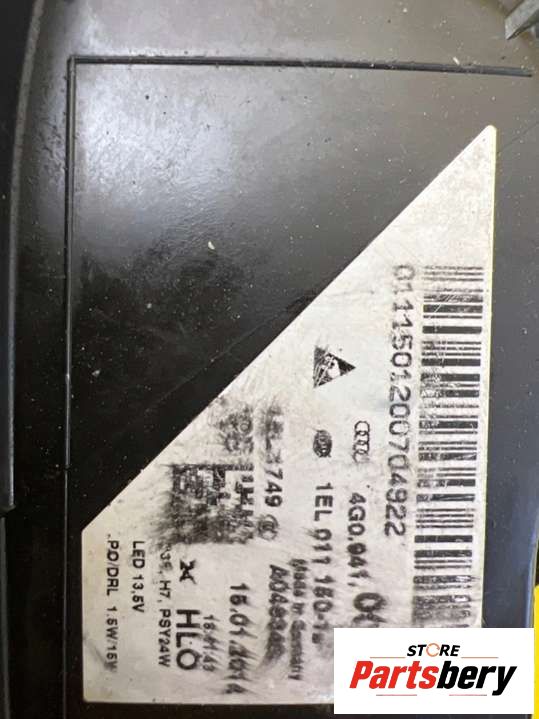 0111501200704922
4G0.941.
1EL 011 150-
Made in Germany
749
15.01.2014
HLO
H7, PSY24W
LED 13,5V
PO/DRL 1.5W/15W
STORE
Partsbery